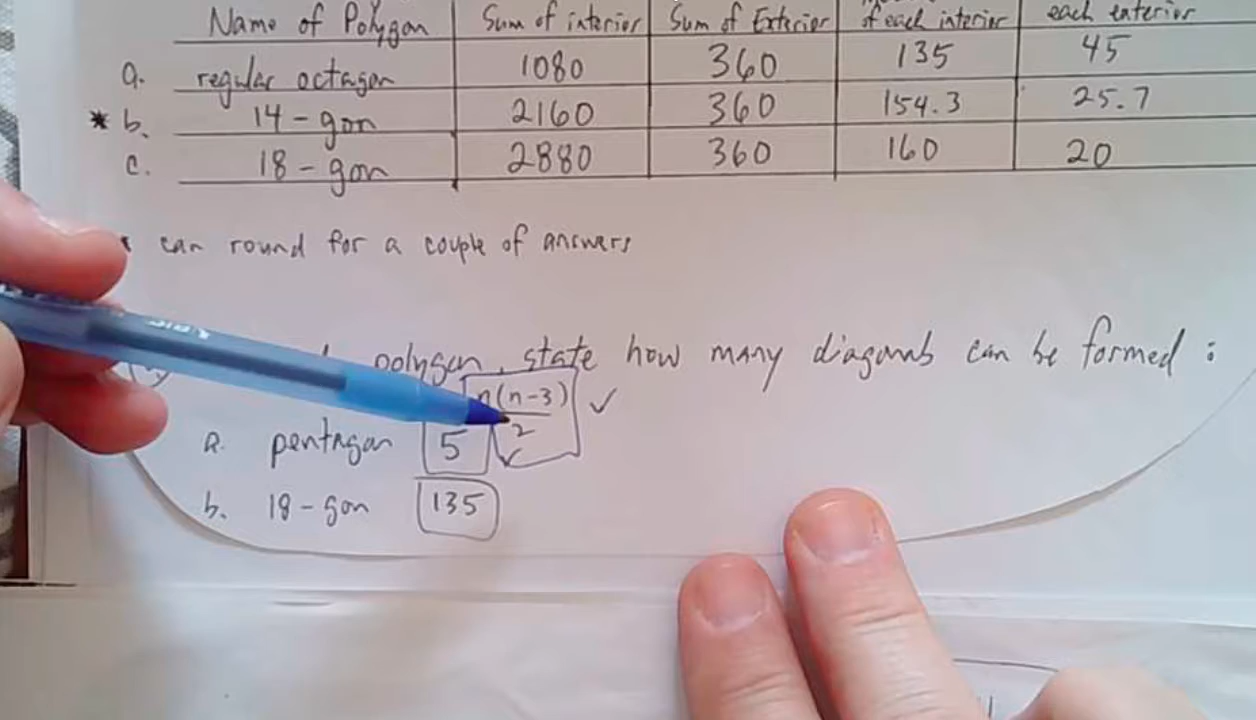 Name of Polygon Sum of interior Sum of Exterior of each interior each exterior
a. regular octagon 1080 360 135 45
* b. 14-gon 2160 360 154.3 25.7
c. 18-gon 2880 360 160 20
can round for a couple of answers
polygon, state how many diagonals can be formed :
n(n-3) ✓
2
a. pentagon 5
b. 18-gon 135